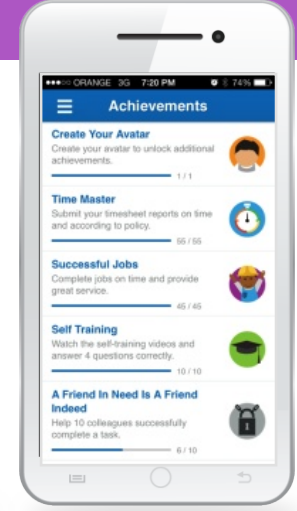 ORANGE 3G 7:20 PM 74%
Achievements
Create Your Avatar
Create your avatar to unlock additional
achievements.
1 / 1
Time Master
Submit your timesheet reports on time
and according to policy.
55 / 55
Successful Jobs
Complete jobs on time and provide
great service.
45 / 45
Self Training
Watch the self-training videos and
answer 4 questions correctly.
10 / 10
A Friend In Need Is A Friend
Indeed
Help 10 colleagues successfully
complete a task.
6 / 10